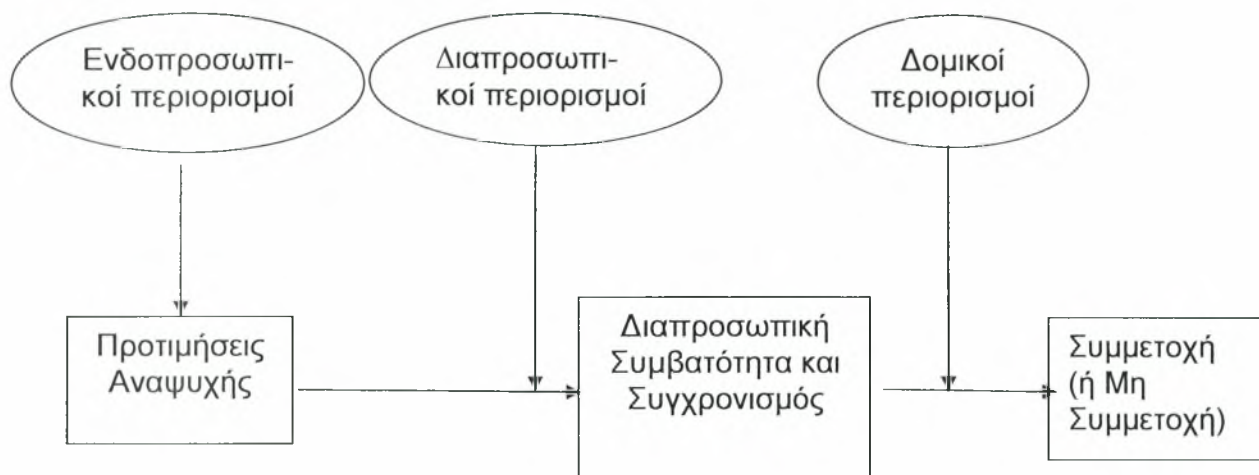 Ενδοπροσωπι-
κοί περιορισμοί
Διαπροσωπι-
κοί περιορισμοί
Δομικοί
περιορισμοί
Προτιμήσεις
Αναψυχής
Διαπροσωπική
Συμβατότητα και
Συγχρονισμός
Συμμετοχή
(ή Μη
Συμμετοχή)